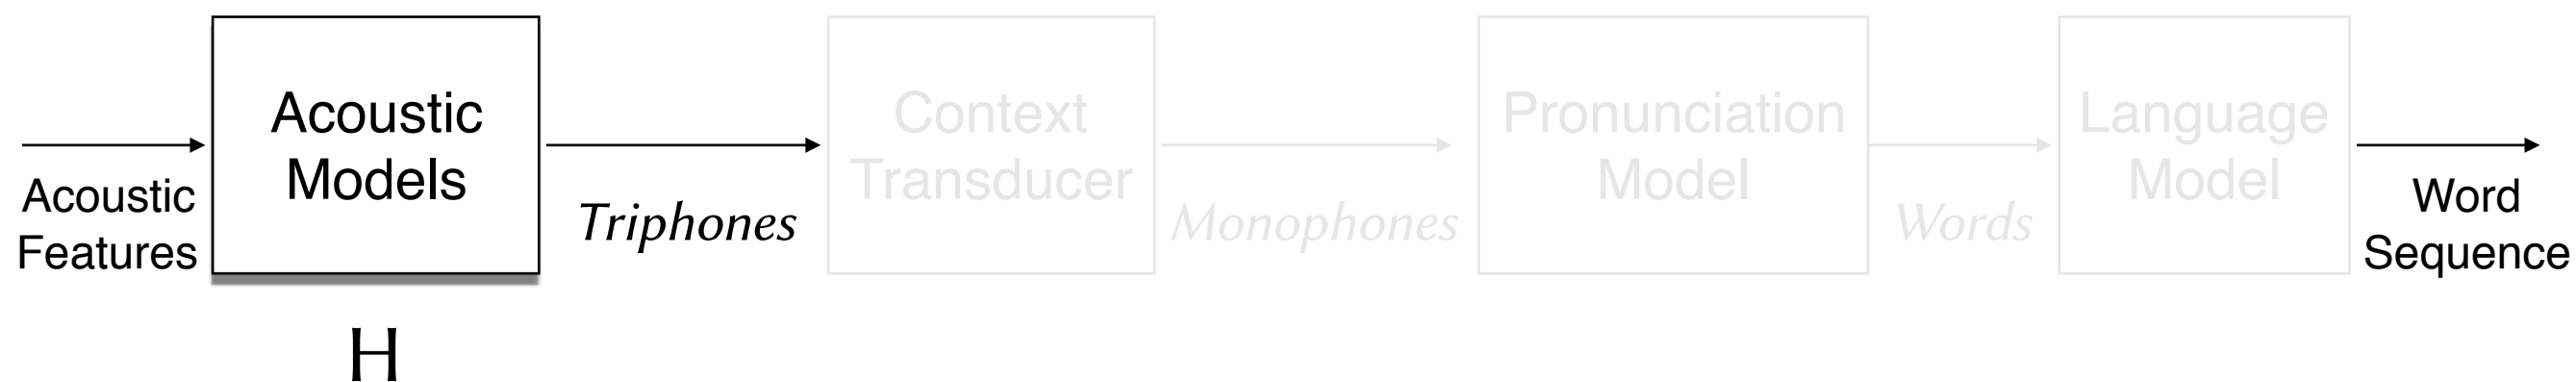 Acoustic
Features
Acoustic
Models
Triphones
Context
Transducer
Monophones
Pronunciation
Model
Words
Language
Model
Word
Sequence
H